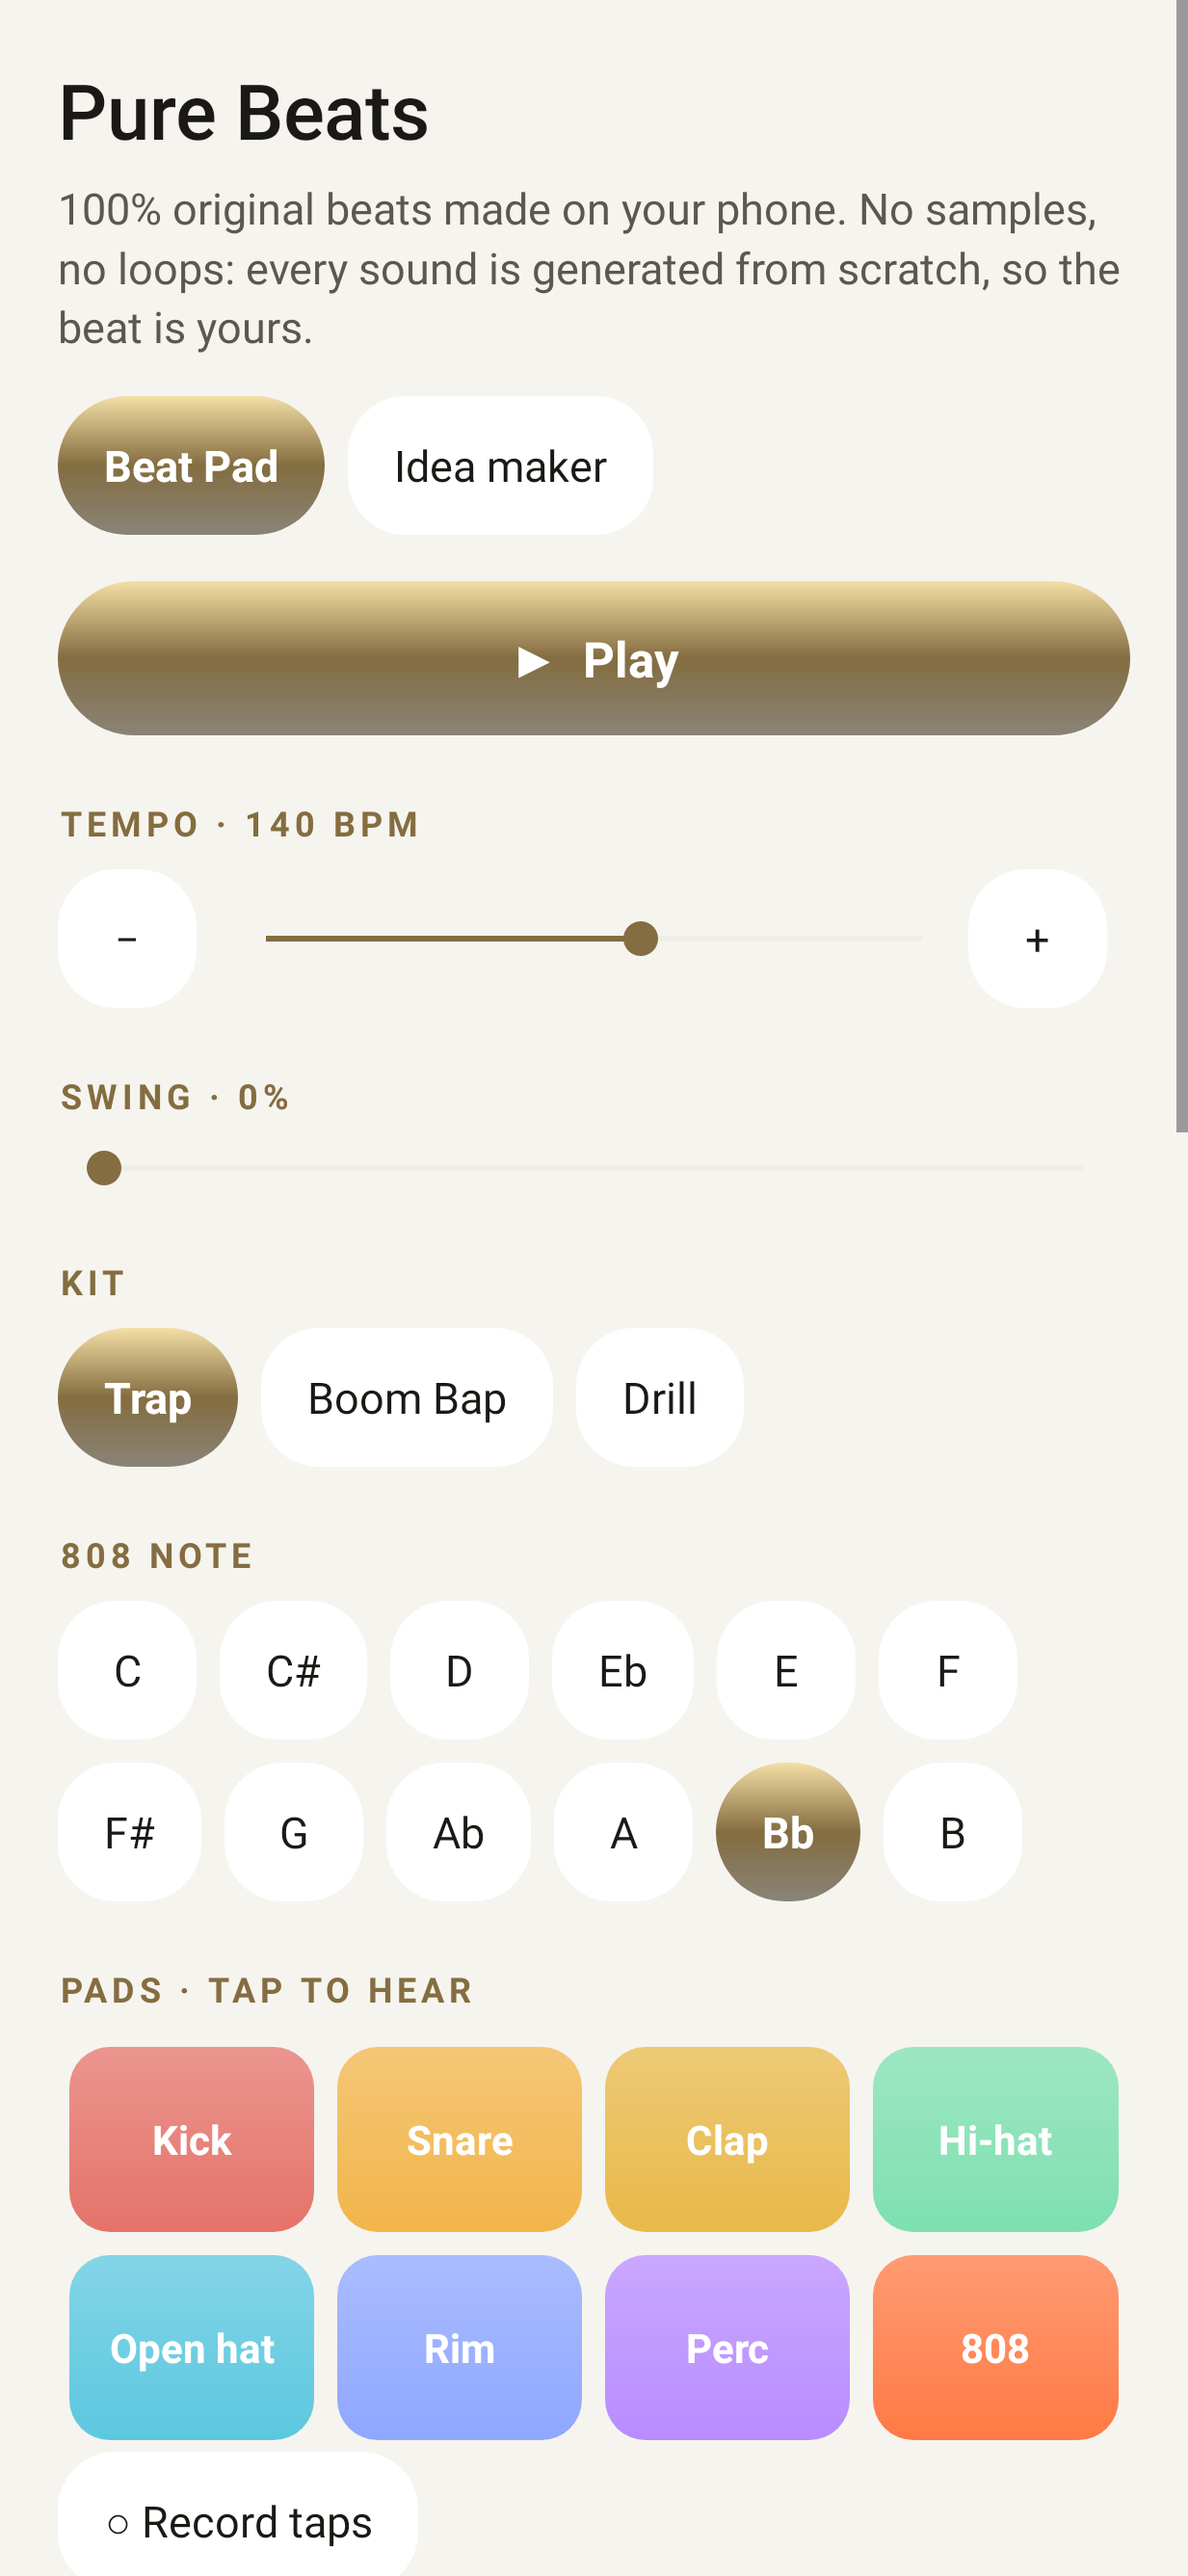 Pure Beats
100% original beats made on your phone. No samples,
no loops: every sound is generated from scratch, so the
beat is yours.
Beat Pad Idea maker
▶ Play
TEMPO · 140 BPM
− +
SWING · 0%
KIT
Trap Boom Bap Drill
808 NOTE
C C# D Eb E F
F# G Ab A Bb B
PADS · TAP TO HEAR
Kick Snare Clap Hi-hat
Open hat Rim Perc 808
○ Record taps